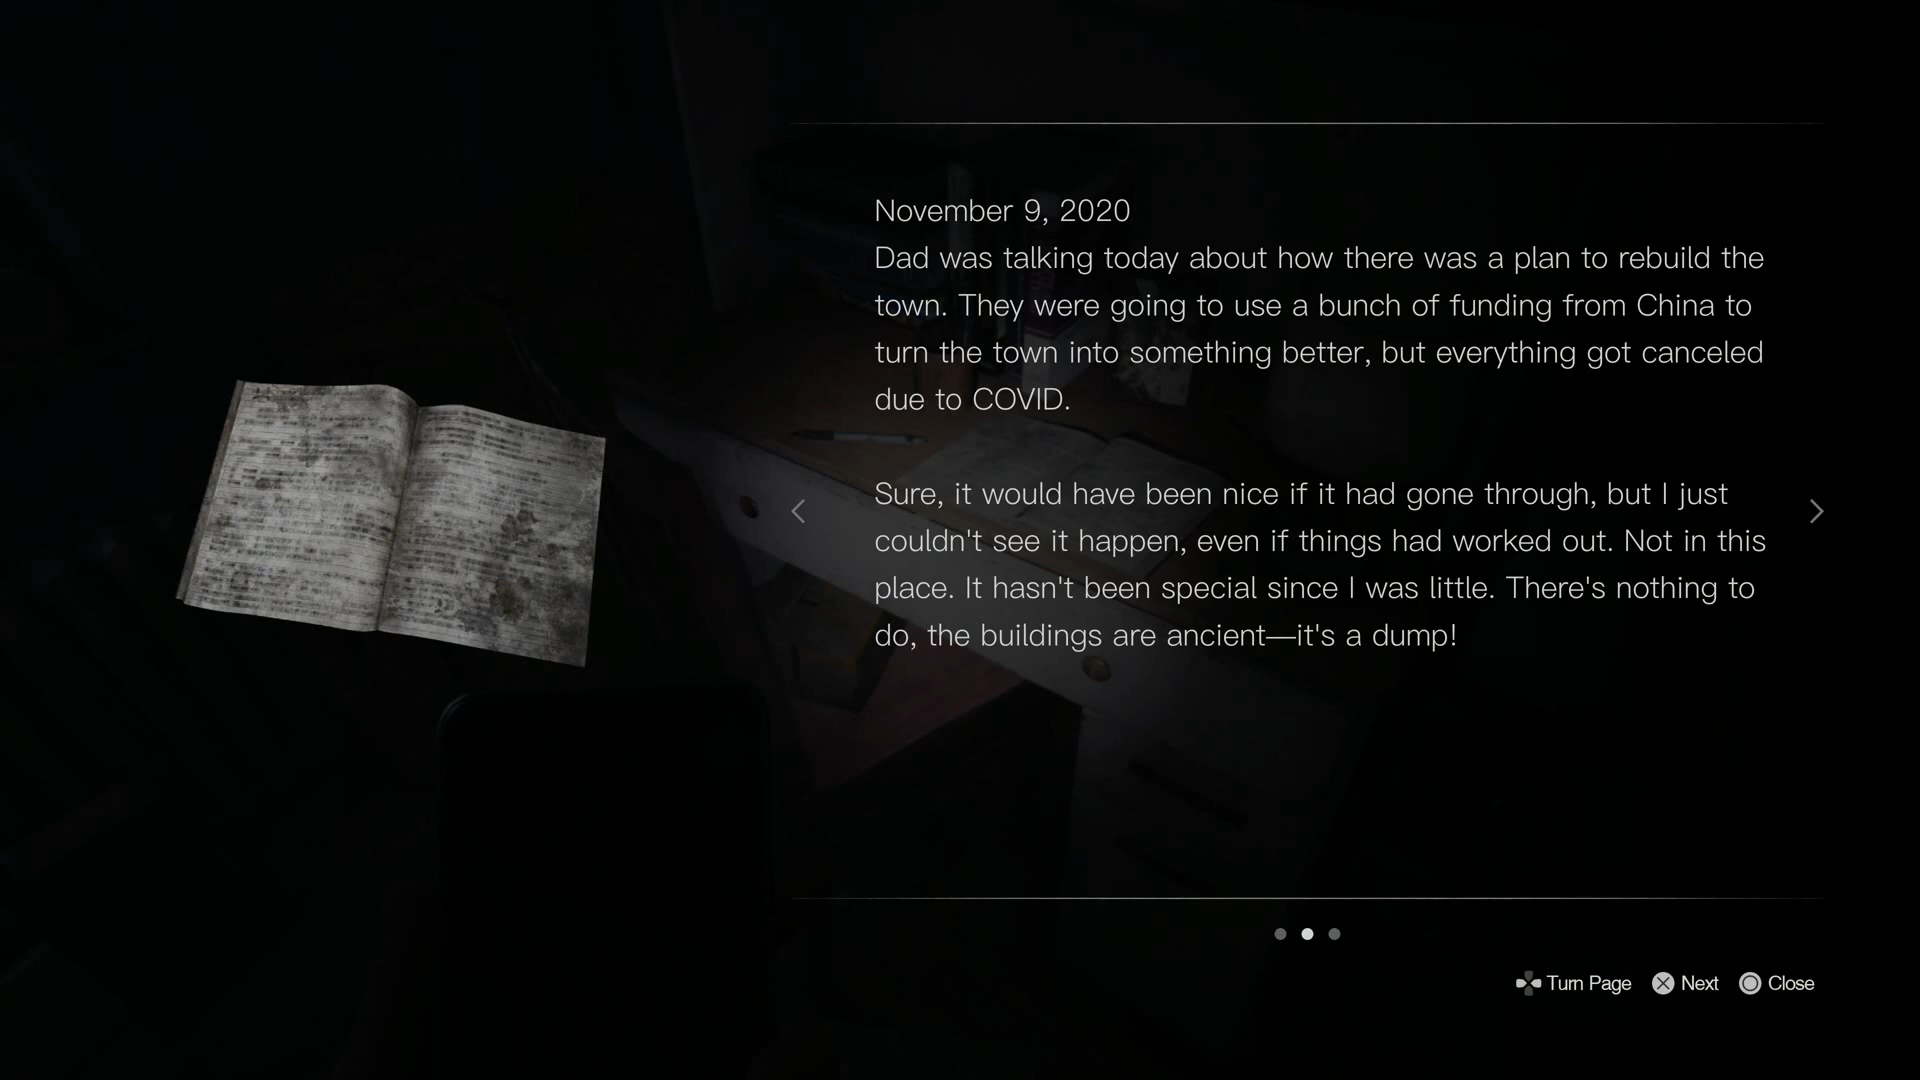 November 9, 2020
Dad was talking today about how there was a plan to rebuild the
town. They were going to use a bunch of funding from China to
turn the town into something better, but everything got canceled
due to COVID.
Sure, it would have been nice if it had gone through, but I just
couldn't see it happen, even if things had worked out. Not in this
place. It hasn't been special since I was little. There's nothing to
do, the buildings are ancient—it's a dump!
Turn Page Next Close